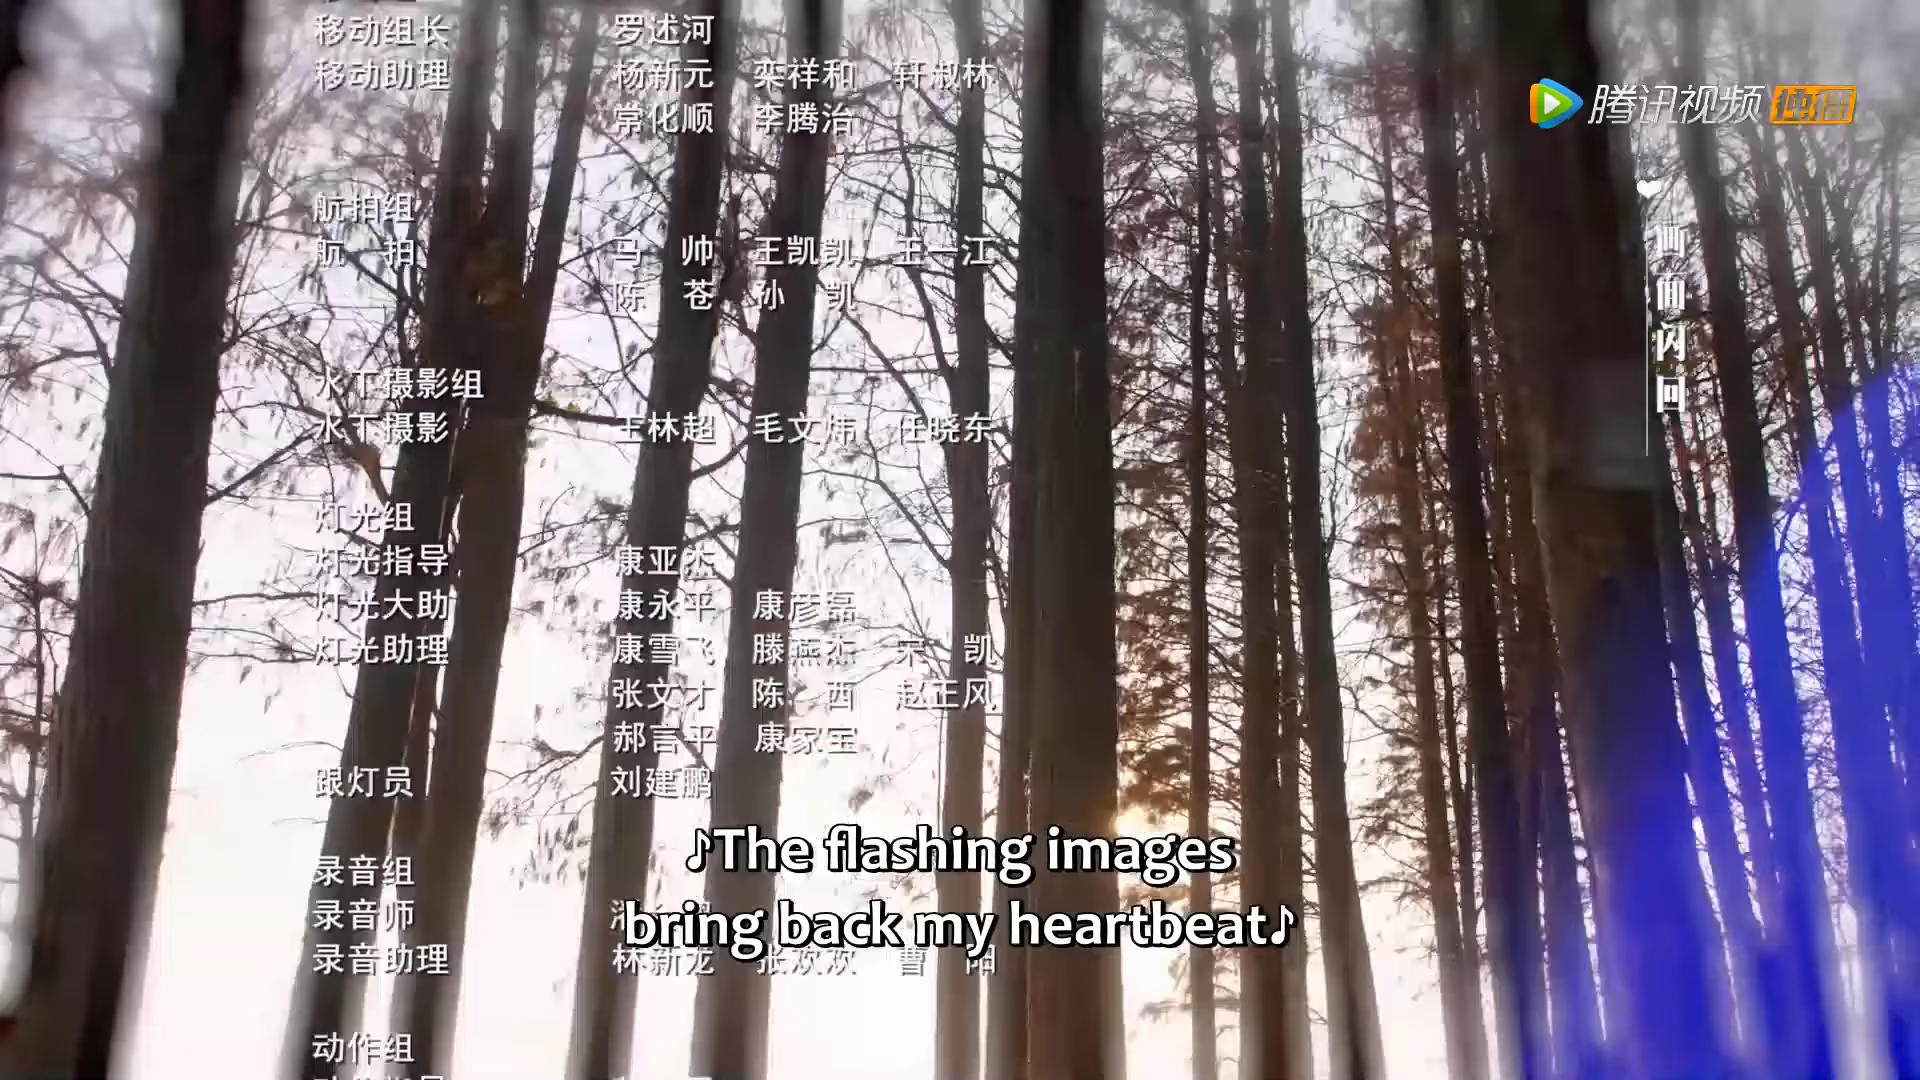 移动组长 罗述河
移动助理 杨新元 栾祥和 轩淑林
常化顺 李腾治
腾讯视频 独播
画面闪回
航拍组
航 拍 马 帅 王凯凯 王一江
陈 苍 孙 凯
水下摄影组
水下摄影 王林超 毛文炜 任晓东
灯光组
灯光指导 康亚杰
灯光大助 康永平 康彦磊
灯光助理 康雪飞 滕燕杰 宋 凯
张文才 陈 西 赵正风
郝言平 康家宝
跟灯员 刘建鹏
♪The flashing images
bring back my heartbeat♪
录音组
录音师
录音助理 林新龙 张欢欢 曹 阳
动作组